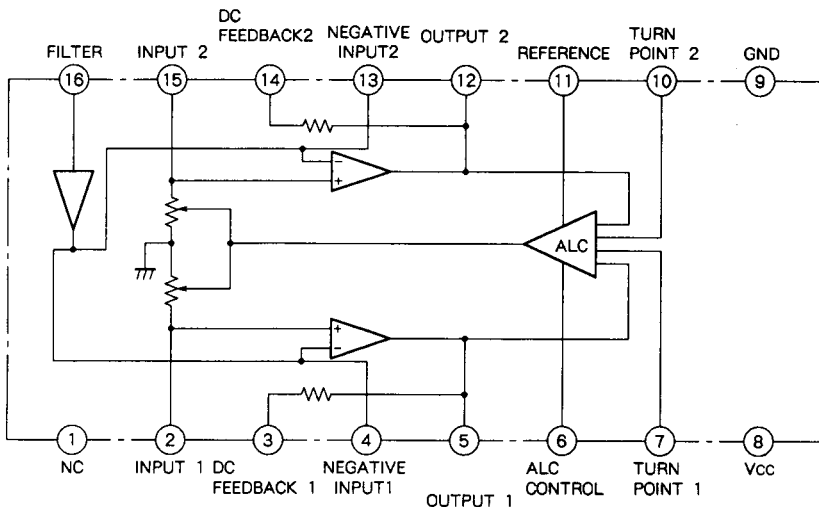 DC
FEEDBACK2
NEGATIVE
INPUT2
FILTER
INPUT 2
OUTPUT 2
REFERENCE
TURN
POINT 2
GND
16
15
14
13
12
11
10
9
−
+
ALC
+
−
1
2
3
4
5
6
7
8
NC
INPUT 1
DC
FEEDBACK 1
NEGATIVE
INPUT1
OUTPUT 1
ALC
CONTROL
TURN
POINT 1
Vcc